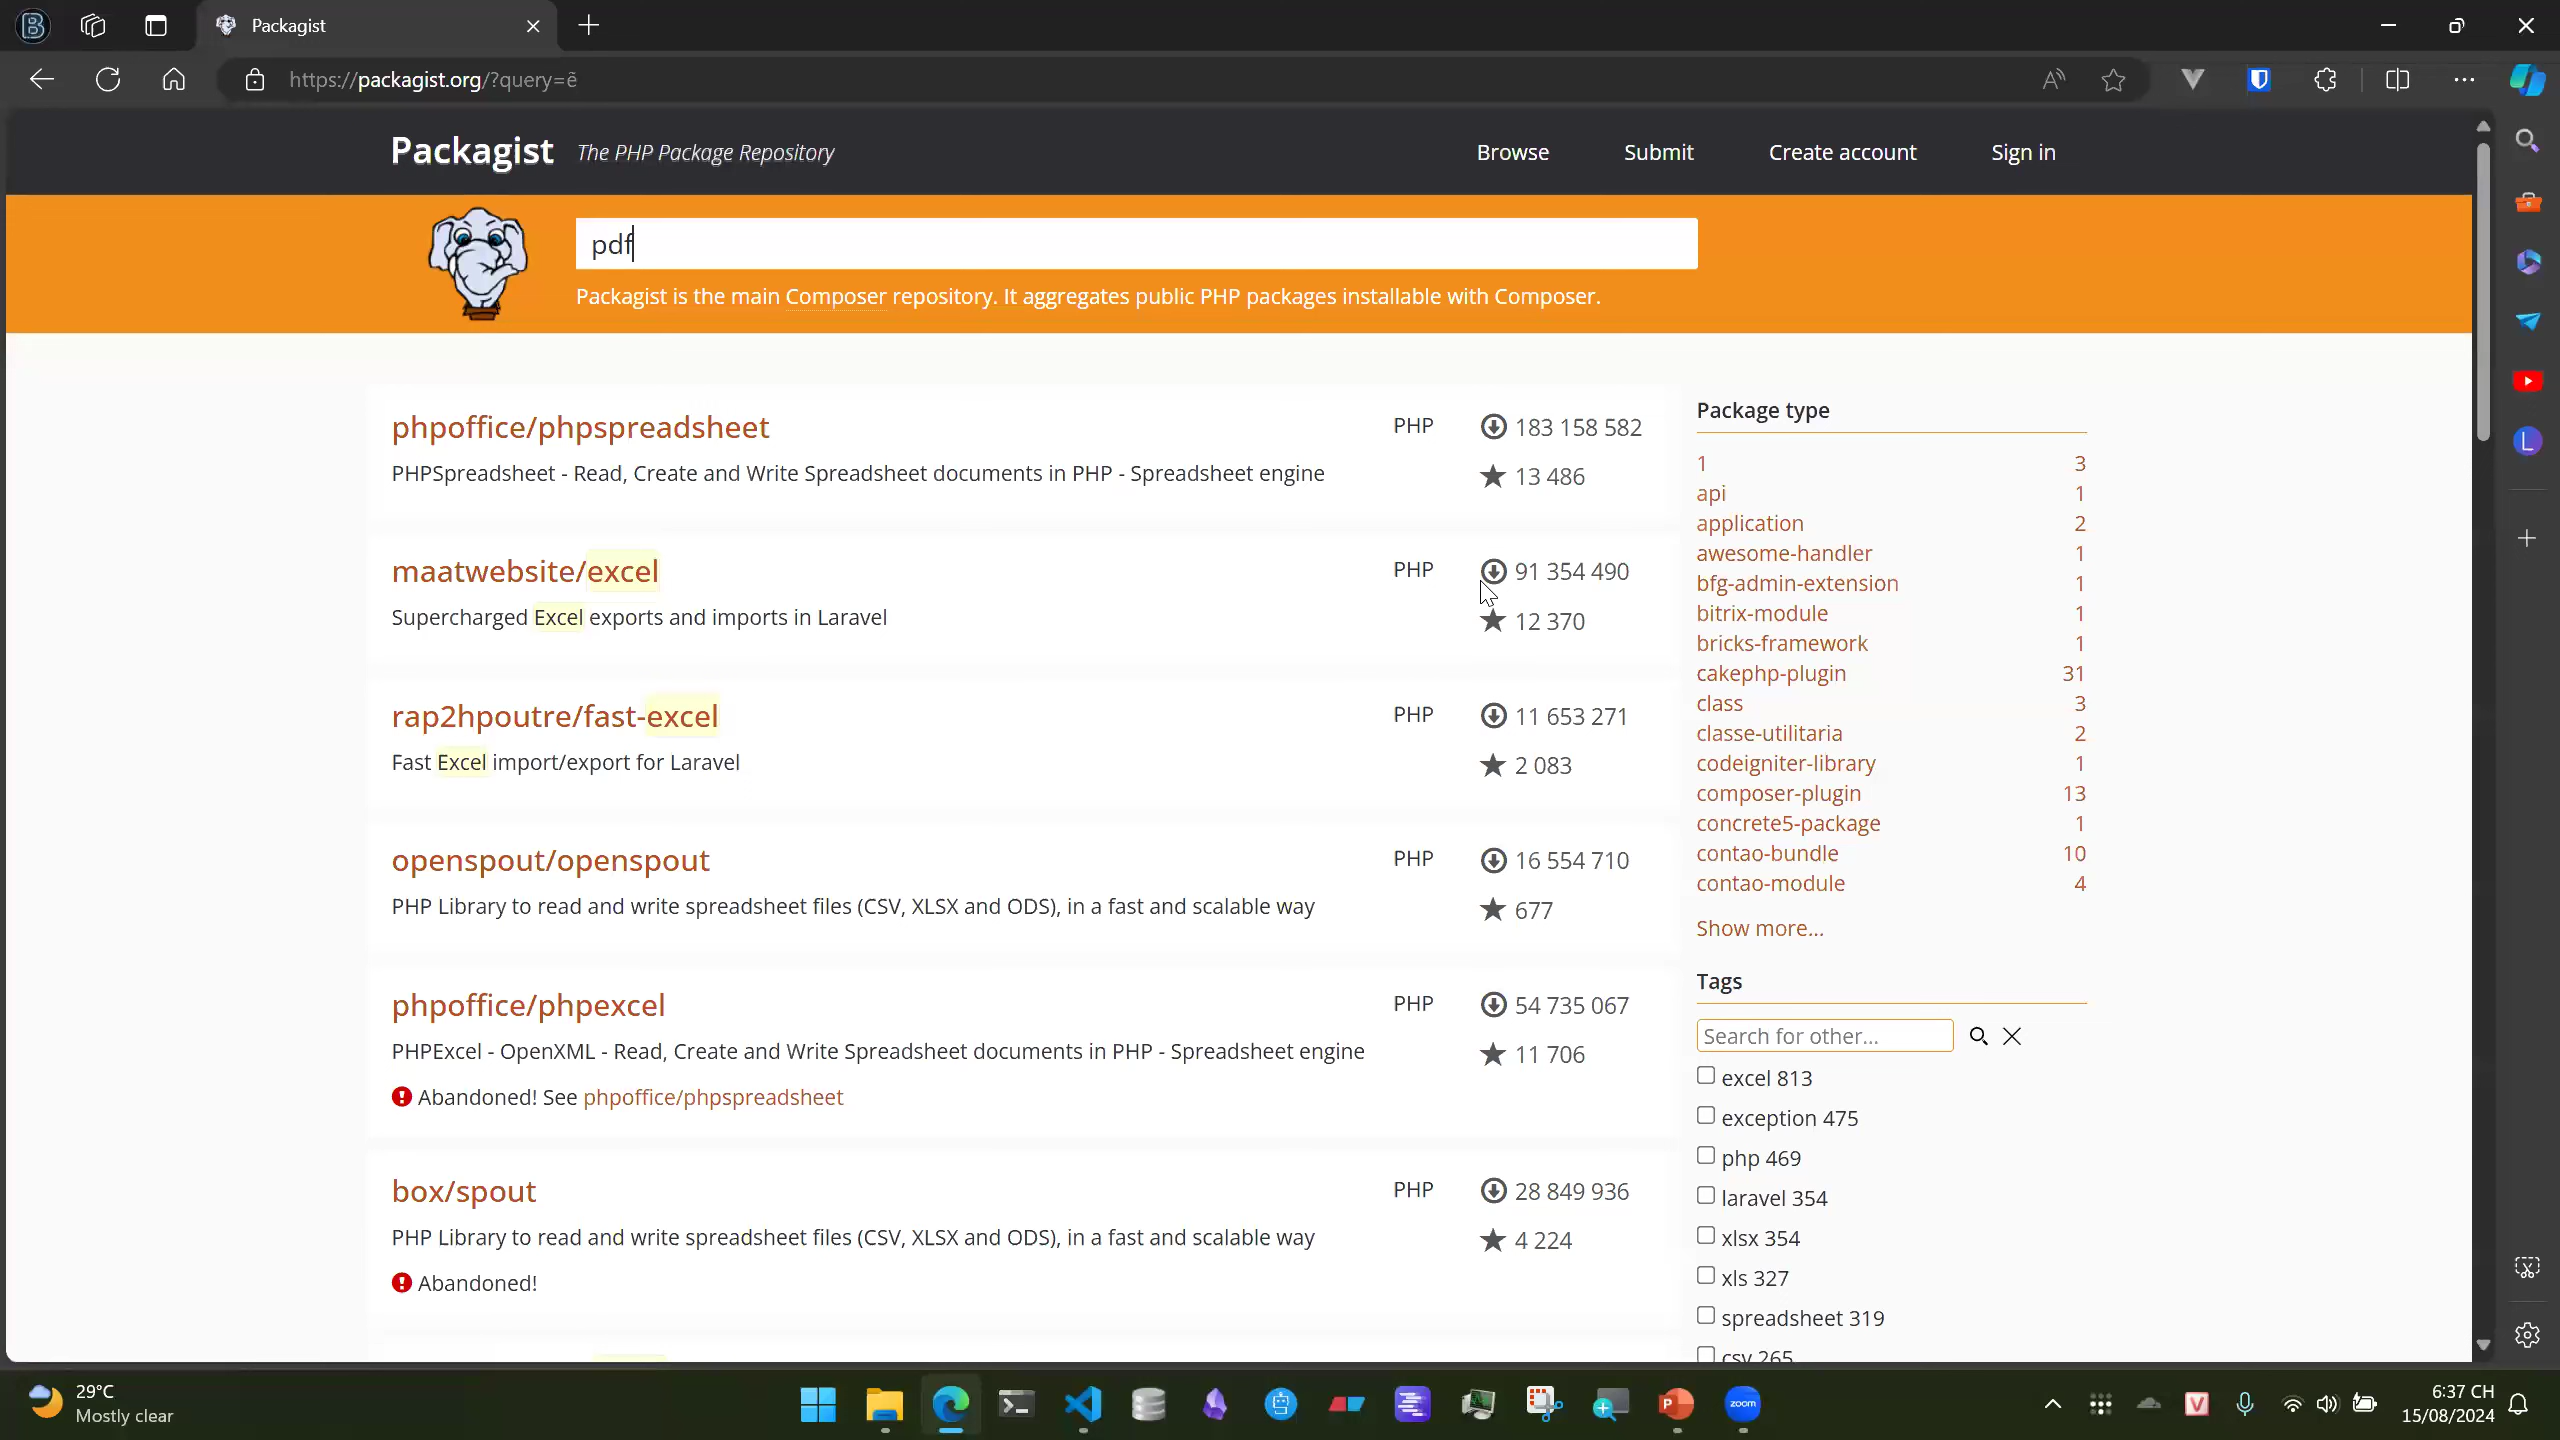 Packagist
https://packagist.org/?query=ẽ
Packagist The PHP Package Repository
Browse
Submit
Create account
Sign in
pdf
Packagist is the main Composer repository. It aggregates public PHP packages installable with Composer.
phpoffice/phpspreadsheet PHP 183 158 582
PHPSpreadsheet - Read, Create and Write Spreadsheet documents in PHP - Spreadsheet engine 13 486
maatwebsite/excel PHP 91 354 490
Supercharged Excel exports and imports in Laravel 12 370
rap2hpoutre/fast-excel PHP 11 653 271
Fast Excel import/export for Laravel 2 083
openspout/openspout PHP 16 554 710
PHP Library to read and write spreadsheet files (CSV, XLSX and ODS), in a fast and scalable way 677
phpoffice/phpexcel PHP 54 735 067
PHPExcel - OpenXML - Read, Create and Write Spreadsheet documents in PHP - Spreadsheet engine 11 706
Abandoned! See phpoffice/phpspreadsheet
box/spout PHP 28 849 936
PHP Library to read and write spreadsheet files (CSV, XLSX and ODS), in a fast and scalable way 4 224
Abandoned!
Package type
1 3
api 1
application 2
awesome-handler 1
bfg-admin-extension 1
bitrix-module 1
bricks-framework 1
cakephp-plugin 31
class 3
classe-utilitaria 2
codeigniter-library 1
composer-plugin 13
concrete5-package 1
contao-bundle 10
contao-module 4
Show more...
Tags
Search for other...
excel 813
exception 475
php 469
laravel 354
xlsx 354
xls 327
spreadsheet 319
csv 265
29°C
Mostly clear
zoom
6:37 CH
15/08/2024